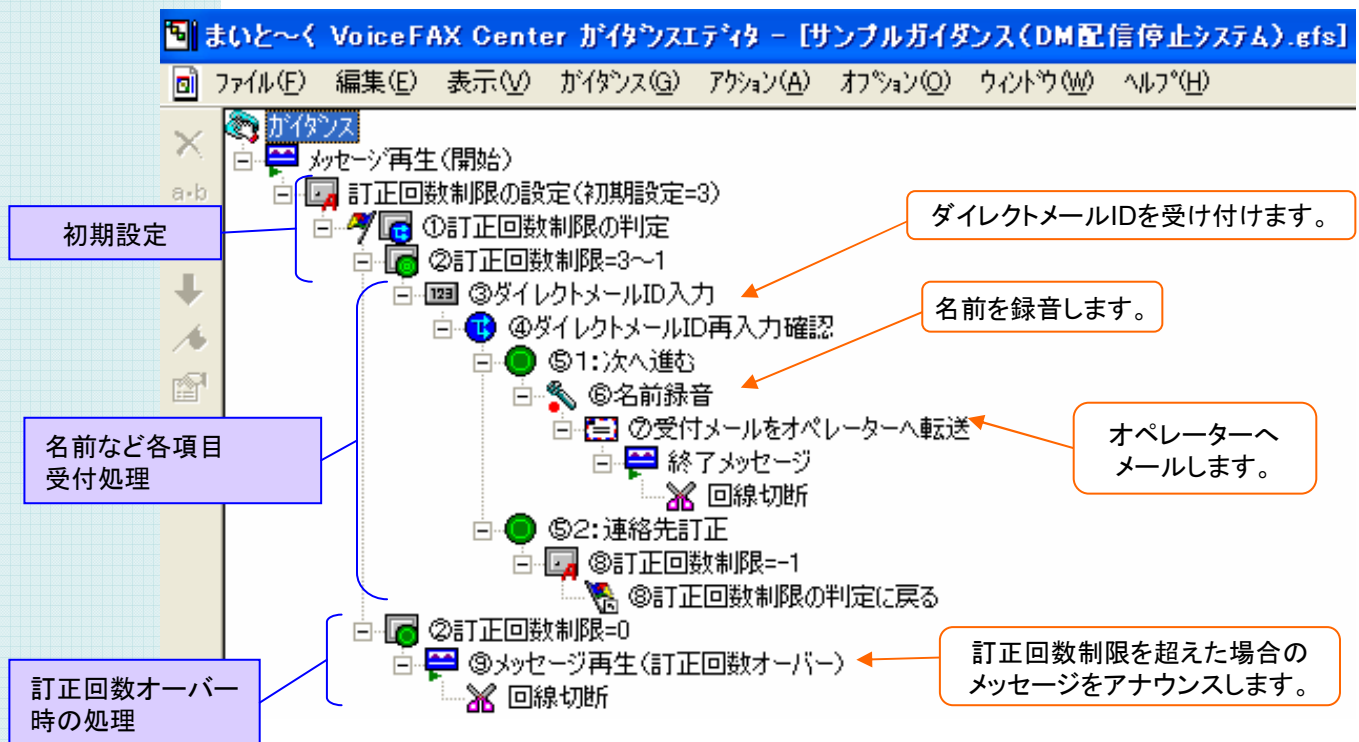 まいと~く VoiceFAX Center ガイダンスエディタ - [サンプルガイダンス(DM配信停止システム).gfs]
ファイル(F) 編集(E) 表示(V) ガイダンス(G) アクション(A) オプション(O) ウィンドウ(W) ヘルプ(H)
ガイダンス
メッセージ再生(開始)
a▪b
訂正回数制限の設定(初期設定=3)
初期設定
①訂正回数制限の判定
ダイレクトメールIDを受け付けます。
②訂正回数制限=3~1
③ダイレクトメールID入力
名前を録音します。
④ダイレクトメールID再入力確認
⑤1:次へ進む
⑥名前録音
名前など各項目
受付処理
⑦受付メールをオペレーターへ転送
オペレーターへ
メールします。
終了メッセージ
回線切断
⑤2:連絡先訂正
⑧訂正回数制限=-1
⑧訂正回数制限の判定に戻る
②訂正回数制限=0
⑨メッセージ再生(訂正回数オーバー)
訂正回数制限を超えた場合の
メッセージをアナウンスします。
訂正回数オーバー
時の処理
回線切断